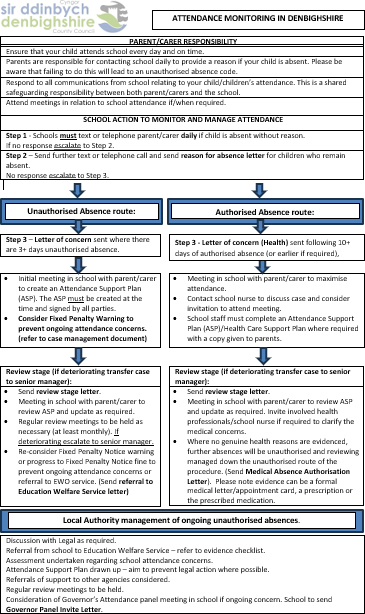 Cyngor
sir ddinbych
denbighshire
County Council
ATTENDANCE MONITORING IN DENBIGHSHIRE
PARENT/CARER RESPONSIBILITY
Ensure that your child attends school every day and on time.
Parents are responsible for contacting school daily to provide a reason if your child is absent. Please
be aware that failing to do this will lead to an unauthorised absence code.
Respond to all communications from school relating to your child/children's attendance. This is a shared
safeguarding responsibility between both parent/carers and the school.
Attend meetings in relation to school attendance if/when required.
SCHOOL ACTION TO MONITOR AND MANAGE ATTENDANCE
Step 1 - Schools must text or telephone parent/carer daily if child is absent without reason.
If no response escalate to Step 2.
Step 2 – Send further text or telephone call and send reason for absence letter for children who remain
absent.
No response escalate to Step 3.
Unauthorised Absence route:
Step 3 – Letter of concern sent where there
are 3+ days unauthorised absence.
• Initial meeting in school with parent/carer
to create an Attendance Support Plan
(ASP). The ASP must be created at the
time and signed by all parties.
• Consider Fixed Penalty Warning to
prevent ongoing attendance concerns.
(refer to case management document)
Review stage (if deteriorating transfer case
to senior manager):
• Send review stage letter.
• Meeting in school with parent/carer to
review ASP and update as required.
• Regular review meetings to be held as
necessary (at least monthly). If
deteriorating escalate to senior manager.
• Re-consider Fixed Penalty Notice warning
or progress to Fixed Penalty Notice fine to
prevent ongoing attendance concerns or
referral to EWO service. (Send referral to
Education Welfare Service letter)
Authorised Absence route:
Step 3 - Letter of concern (Health) sent following 10+
days of authorised absence (or earlier if required),
• Meeting in school with parent/carer to maximise
attendance.
• Contact school nurse to discuss case and consider
invitation to attend meeting.
• School staff must complete an Attendance Support
Plan (ASP)/Health Care Support Plan where required
with a copy given to parents.
Review stage (if deteriorating transfer case to senior
manager):
• Send review stage letter.
• Meeting in school with parent/carer to review ASP
and update as required. Invite involved health
professionals/school nurse if required to clarify the
medical concerns.
• Where no genuine health reasons are evidenced,
further absences will be unauthorised and reviewing
managed down the unauthorised route of the
procedure. (Send Medical Absence Authorisation
Letter). Please note evidence can be a formal
medical letter/appointment card, a prescription or
the prescribed medication.
Local Authority management of ongoing unauthorised absences.
Discussion with Legal as required.
Referral from school to Education Welfare Service – refer to evidence checklist.
Assessment undertaken regarding school attendance concerns.
Attendance Support Plan drawn up – aim to prevent legal action where possible.
Referrals of support to other agencies considered.
Regular review meetings to be held.
Consideration of Governor's Attendance panel meeting in school if ongoing concern. School to send
Governor Panel Invite Letter.